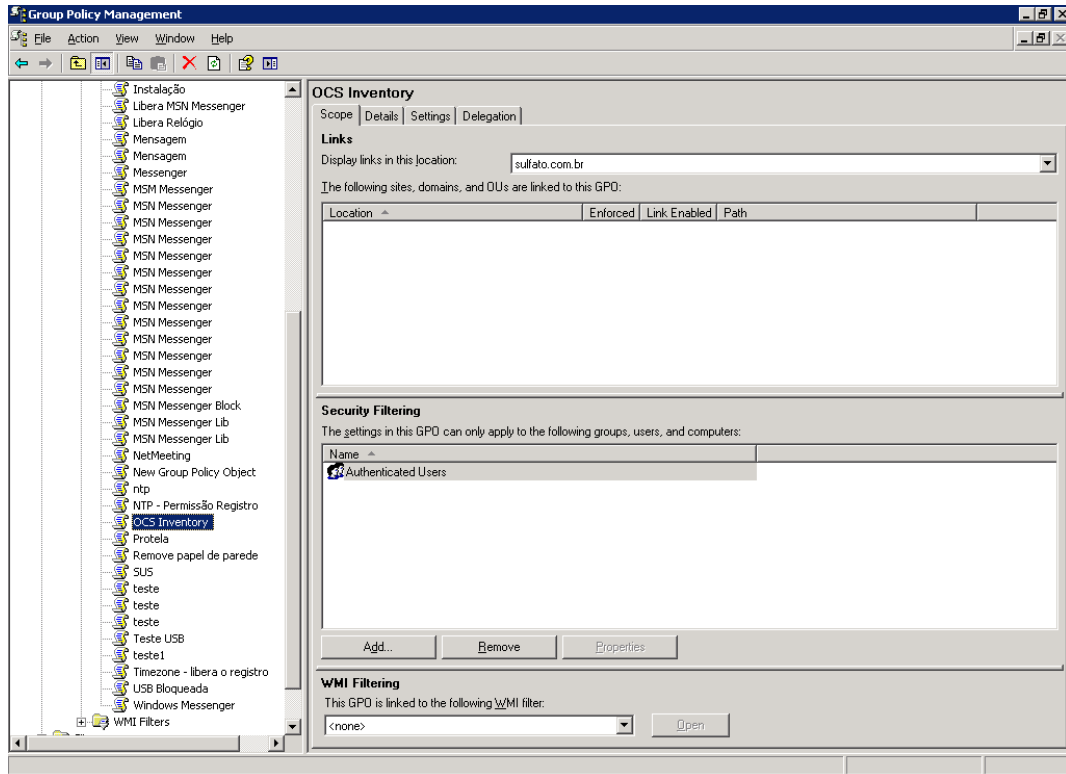 Group Policy Management
File Action View Window Help
Instalação
Libera MSN Messenger
Libera Relógio
Mensagem
Mensagem
Messenger
MSM Messenger
MSN Messenger
MSN Messenger
MSN Messenger
MSN Messenger
MSN Messenger
MSN Messenger
MSN Messenger
MSN Messenger
MSN Messenger
MSN Messenger
MSN Messenger
MSN Messenger
MSN Messenger Block
MSN Messenger Lib
MSN Messenger Lib
NetMeeting
New Group Policy Object
ntp
NTP - Permissão Registro
OCS Inventory
Protela
Remove papel de parede
SUS
teste
teste
teste
Teste USB
teste1
Timezone - libera o registro
USB Bloqueada
Windows Messenger
WMI Filters
OCS Inventory
Scope Details Settings Delegation
Links
Display links in this location: sulfato.com.br
The following sites, domains, and OUs are linked to this GPO:
Location Enforced Link Enabled Path
Security Filtering
The settings in this GPO can only apply to the following groups, users, and computers:
Name
Authenticated Users
Add... Remove Properties
WMI Filtering
This GPO is linked to the following WMI filter:
<none> Open